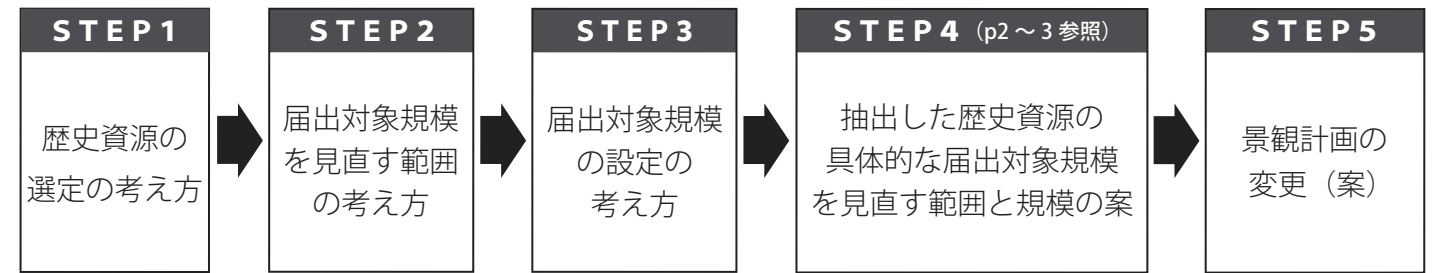 STEP1
歴史資源の
選定の考え方
STEP2
届出対象規模
を見直す範囲
の考え方
STEP3
届出対象規模
の設定の
考え方
STEP4（p2～3参照）
抽出した歴史資源の
具体的な届出対象規模
を見直す範囲と規模の案
STEP5
景観計画の
変更（案）